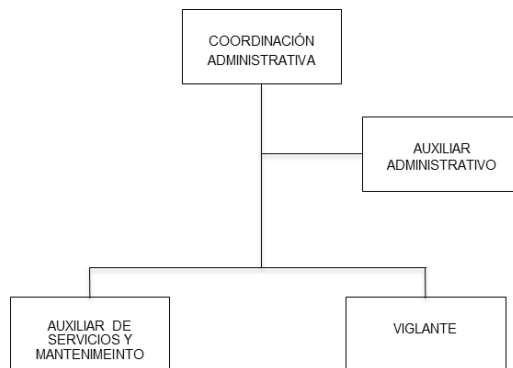 COORDINACIÓN
ADMINISTRATIVA
AUXILIAR
ADMINISTRATIVO
AUXILIAR DE
SERVICIOS Y
MANTENIMEINTO
VIGLANTE